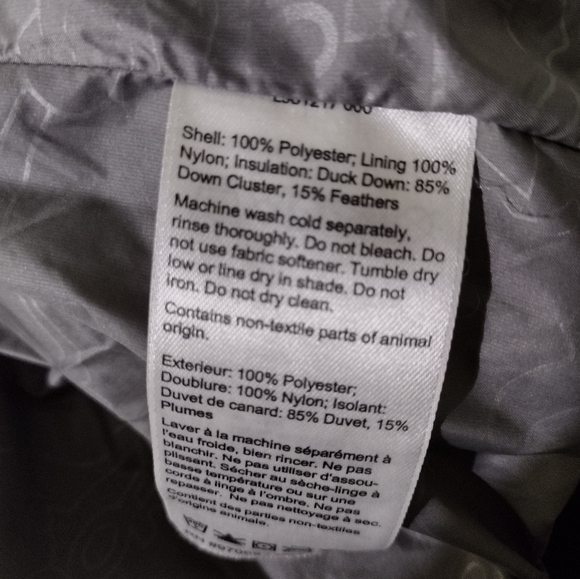 Shell: 100% Polyester; Lining 100%
Nylon; Insulation: Duck Down: 85%
Down Cluster, 15% Feathers
Machine wash cold separately,
rinse thoroughly. Do not bleach. Do
not use fabric softener. Tumble dry
low or line dry in shade. Do not
iron. Do not dry clean.
Contains non-textile parts of animal
origin.
Exterieur: 100% Polyester;
Doublure: 100% Nylon; Isolant:
Duvet de canard: 85% Duvet, 15%
Plumes
Laver à la machine séparément à
l'eau froide, bien rincer. Ne pas
blanchir. Ne pas utiliser d'assou-
plissant. Sécher au sèche-linge à
basse température ou sur une
corde à linge à l'ombre. Ne pas
repasser. Ne pas nettoyage à sec.
Contient des parties non-textiles
d'origine animale.